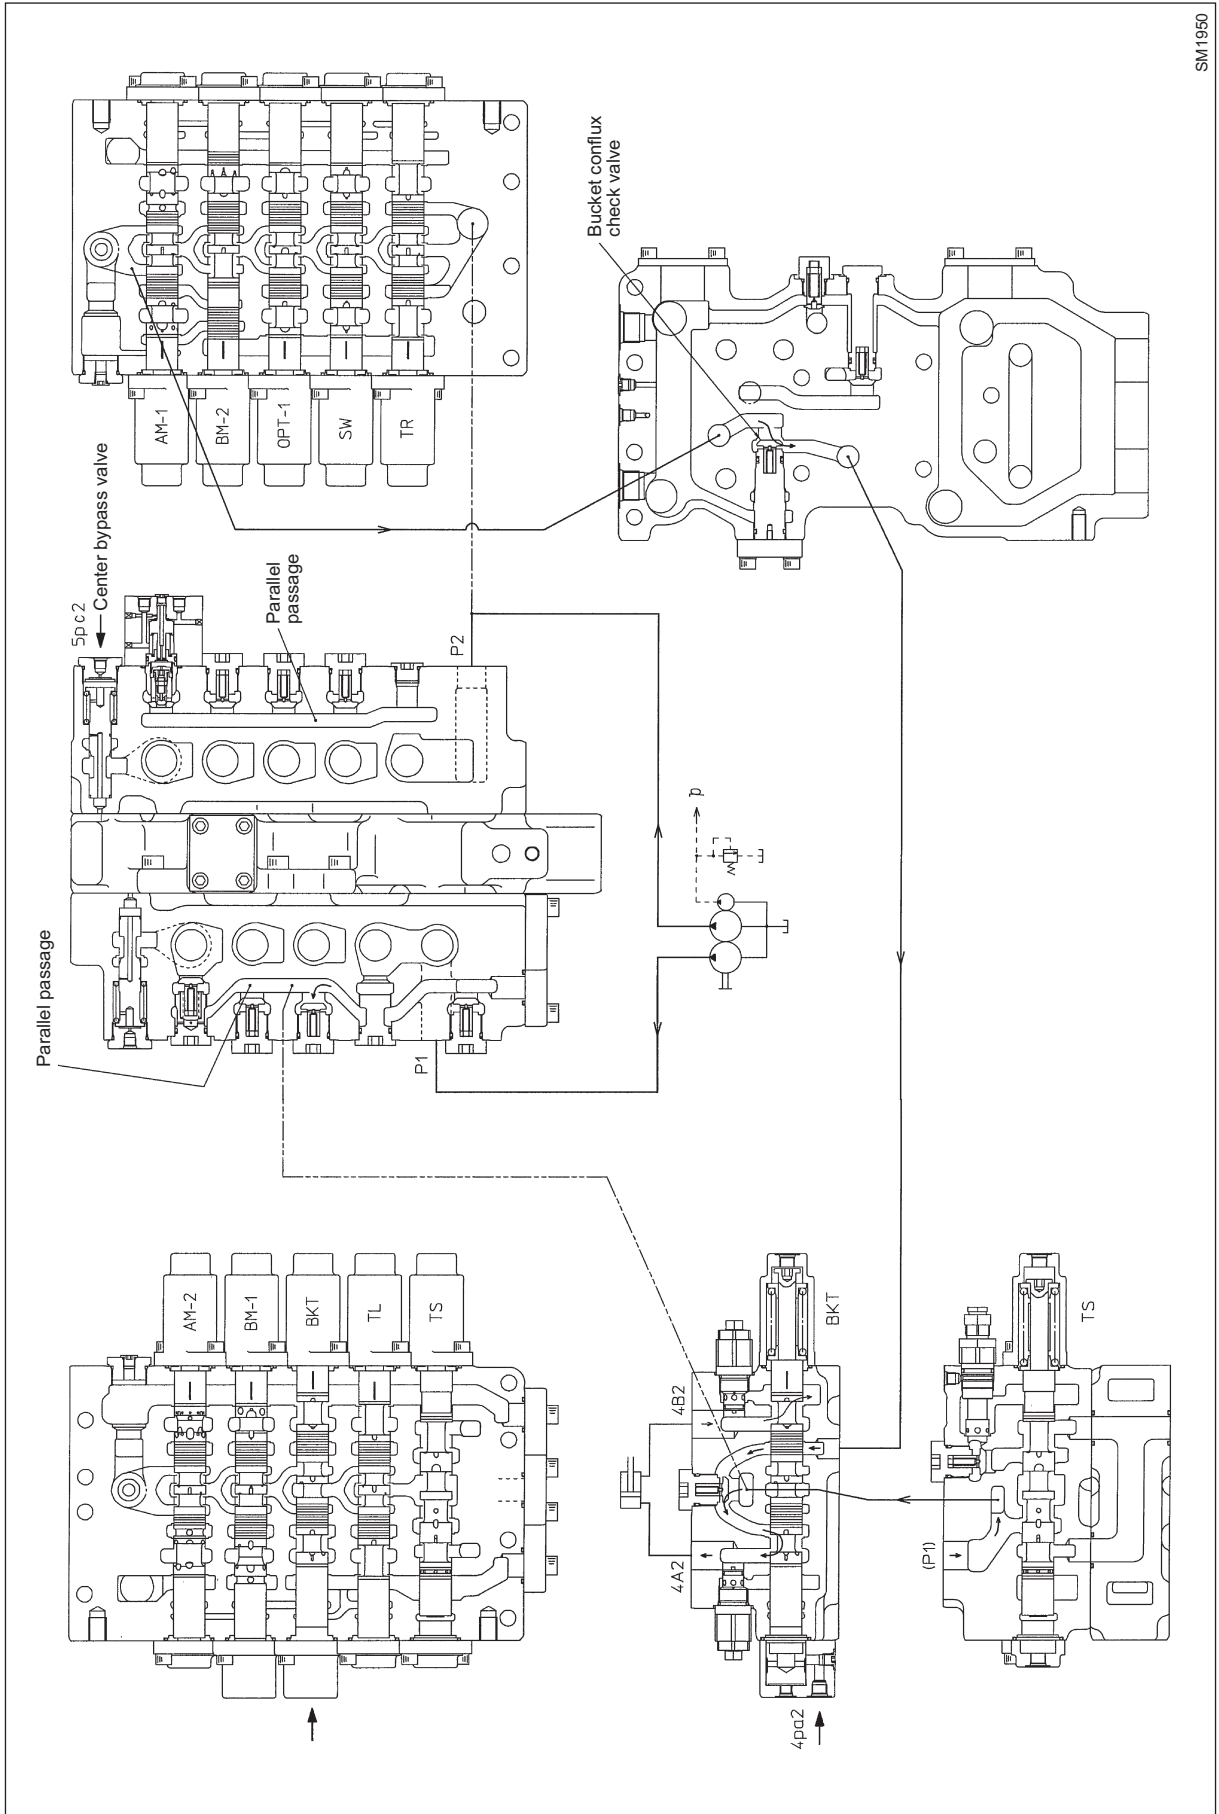 SM1950
AM-1
BM-2
OPT-1
SW
TR
Bucket conflux
check valve
5pc2
Center bypass valve
Parallel
passage
P2
p
Parallel passage
P1
AM-2
BM-1
BKT
TL
TS
4B2
4A2
BKT
4pa2
(P1)
TS